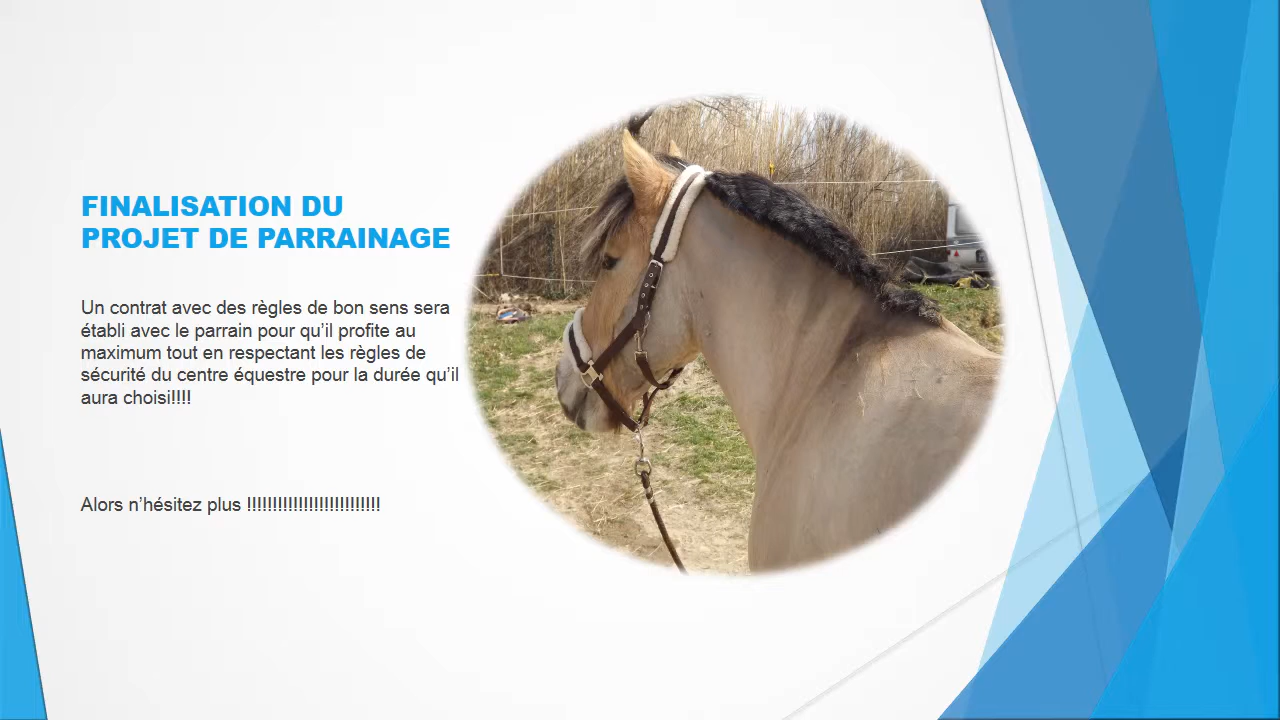 FINALISATION DU
PROJET DE PARRAINAGE
Un contrat avec des règles de bon sens sera
établi avec le parrain pour qu’il profite au
maximum tout en respectant les règles de
sécurité du centre équestre pour la durée qu’il
aura choisi!!!!
Alors n’hésitez plus !!!!!!!!!!!!!!!!!!!!!!!!!!